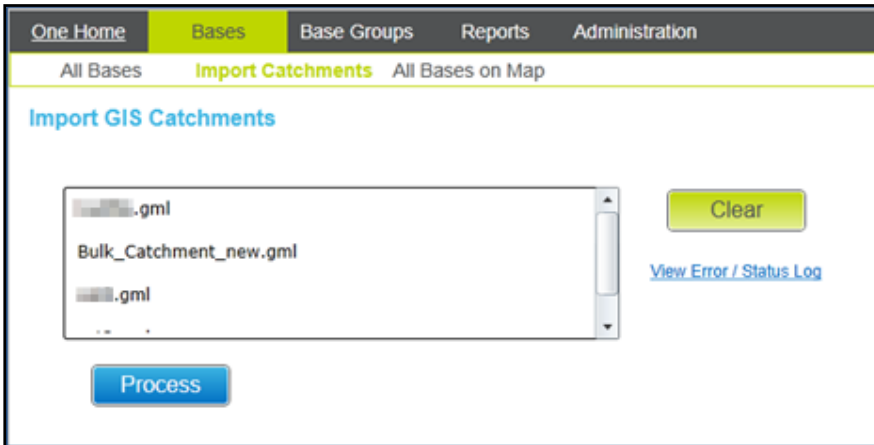 One Home Bases Base Groups Reports Administration
All Bases Import Catchments All Bases on Map
Import GIS Catchments
.gml
Clear
Bulk_Catchment_new.gml
View Error / Status Log
.gml
Process